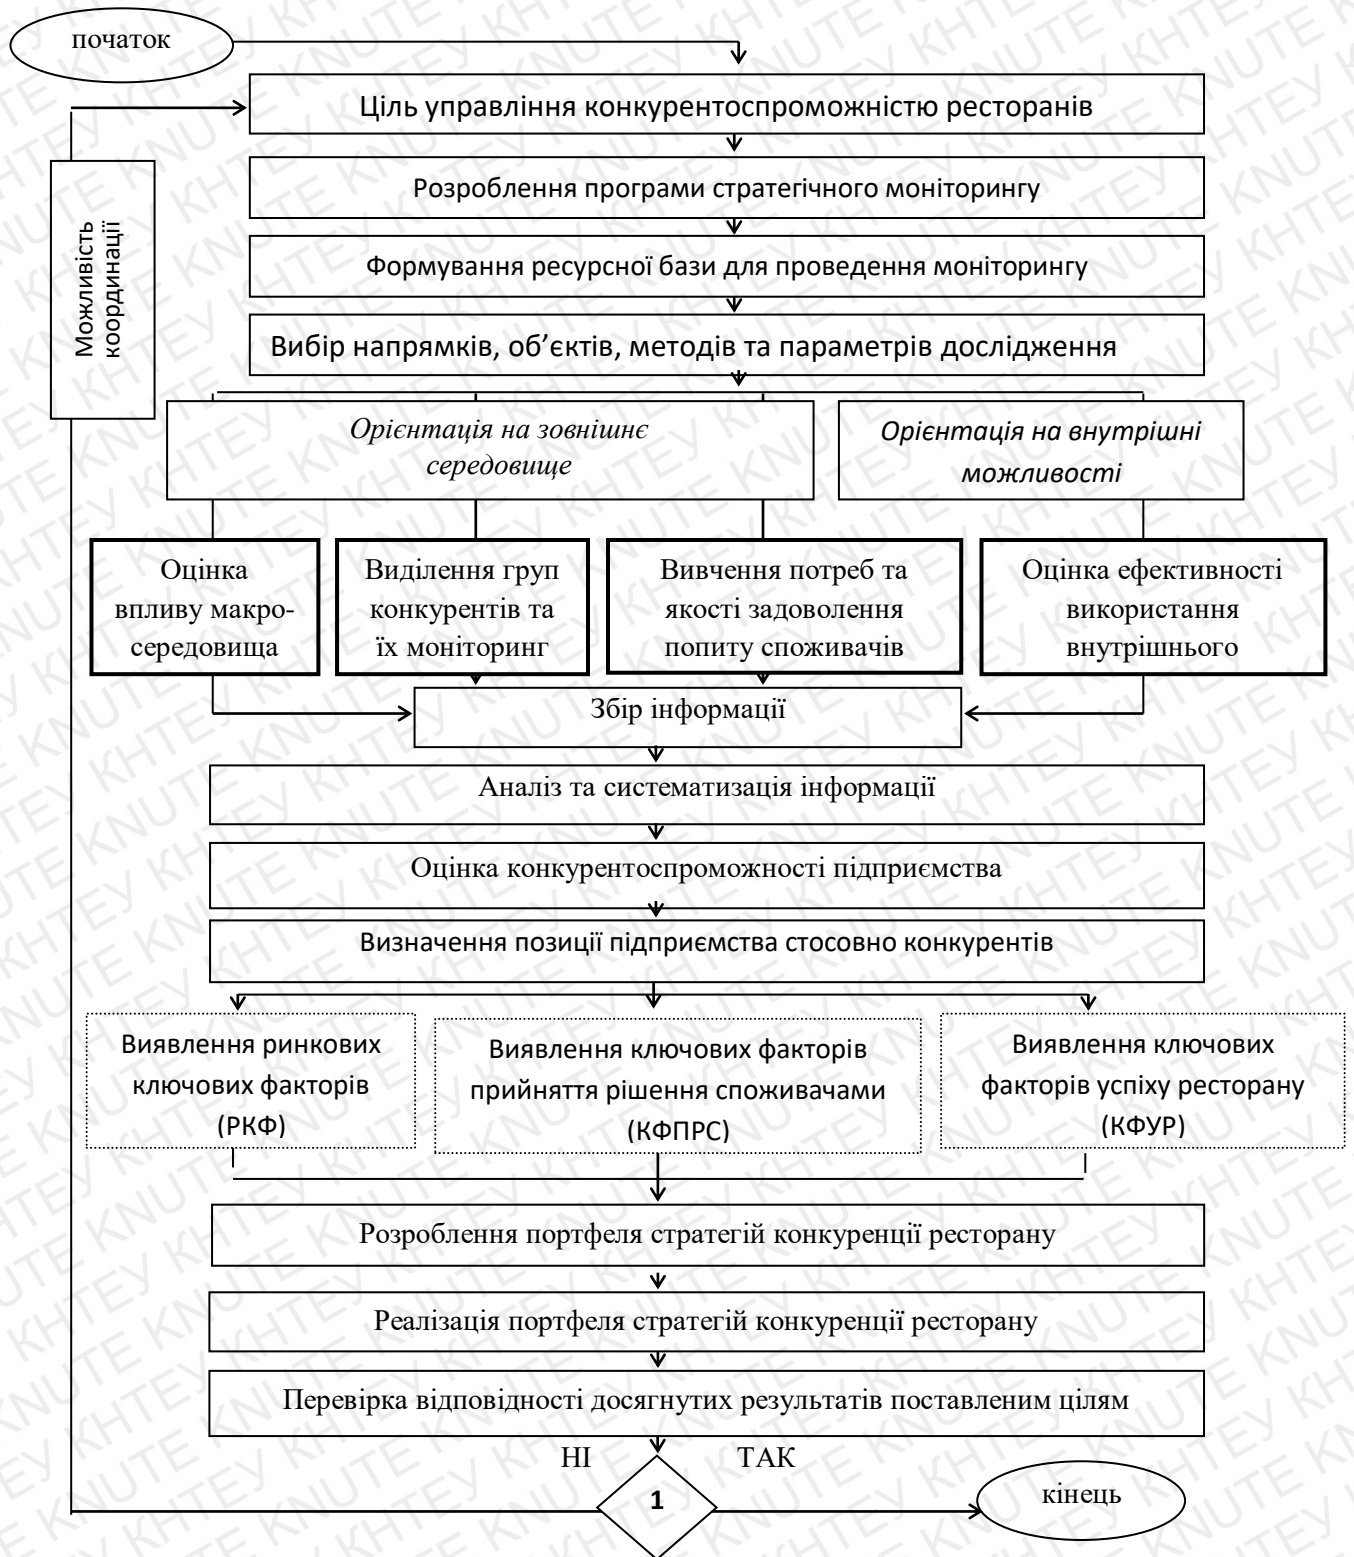 початок
Ціль управління конкурентоспроможністю ресторанів
Розроблення програми стратегічного моніторингу
Формування ресурсної бази для проведення моніторингу
Вибір напрямків, об’єктів, методів та параметрів дослідження
Можливість
координації
Орієнтація на зовнішнє
середовище
Орієнтація на внутрішні
можливості
Оцінка
впливу макро-
середовища
Виділення груп
конкурентів та
їх моніторинг
Вивчення потреб та
якості задоволення
попиту споживачів
Оцінка ефективності
використання
внутрішнього
Збір інформації
Аналіз та систематизація інформації
Оцінка конкурентоспроможності підприємства
Визначення позиції підприємства стосовно конкурентів
Виявлення ринкових
ключових факторів
(РКФ)
Виявлення ключових факторів
прийняття рішення споживачами
(КФПРС)
Виявлення ключових
факторів успіху ресторану
(КФУР)
Розроблення портфеля стратегій конкуренції ресторану
Реалізація портфеля стратегій конкуренції ресторану
Перевірка відповідності досягнутих результатів поставленим цілям
НІ
ТАК
1
кінець